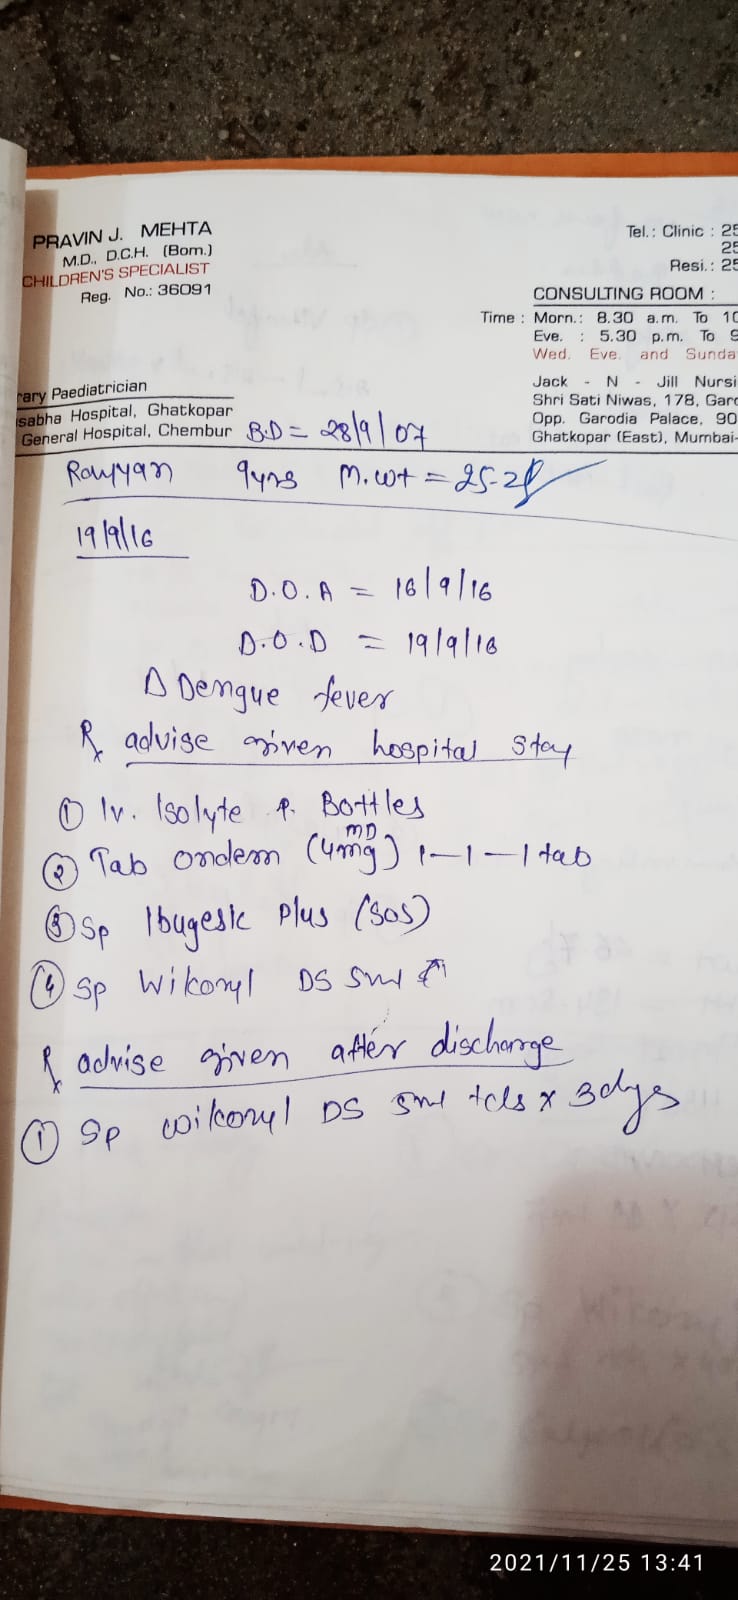 PRAVIN J. MEHTA
M.D., D.C.H. (Bom.)
CHILDREN'S SPECIALIST
Reg. No.: 36091
Tel.: Clinic : 25
25
Resi.: 25
CONSULTING ROOM :
Time : Morn.: 8.30 a.m. To 10
Eve. : 5.30 p.m. To 9
Wed. Eve. and Sunda
rary Paediatrician
sabha Hospital, Ghatkopar
General Hospital, Chembur
Jack - N - Jill Nursi
Shri Sati Niwas, 178, Garo
Opp. Garodia Palace, 90
Ghatkopar (East), Mumbai-
B.D = 28/9/07
Rayyan 9yrs M. wt = 25.2
19/9/16
D.O.A = 16/9/16
D.O.D = 19/9/16
Δ Dengue fever
Rx advise given hospital stay
① Iv. Isolyte P. Bottles
② Tab ondem (4mg) MD 1-1-1 tab
③ Sp Ibugesic Plus (SOS)
④ Sp Wikoryl DS 5ml
Rx advise given after discharge
① Sp wikoryl DS 5ml tds x 3dys
2021/11/25 13:41